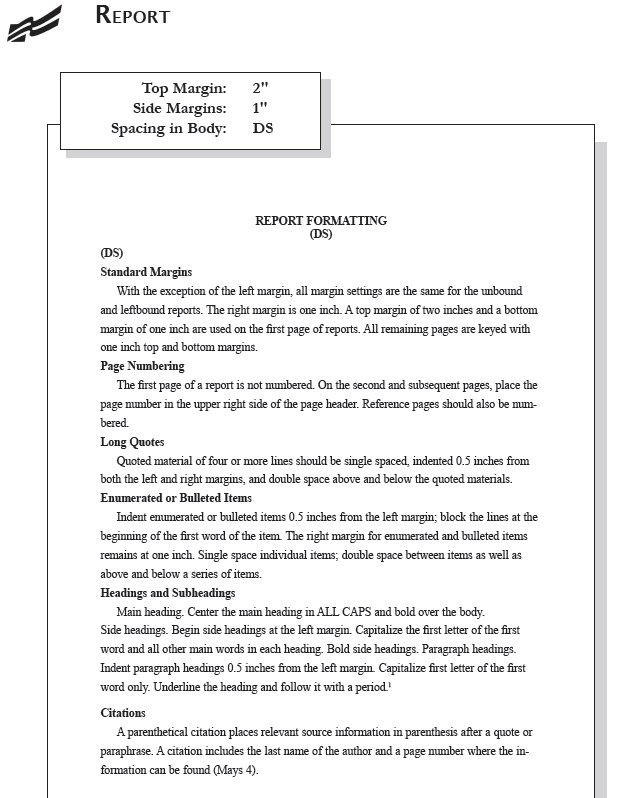 REPORT
Top Margin: 2"
Side Margins: 1"
Spacing in Body: DS
REPORT FORMATTING
(DS)
(DS)
Standard Margins
With the exception of the left margin, all margin settings are the same for the unbound
and leftbound reports. The right margin is one inch. A top margin of two inches and a bottom
margin of one inch are used on the first page of reports. All remaining pages are keyed with
one inch top and bottom margins.
Page Numbering
The first page of a report is not numbered. On the second and subsequent pages, place the
page number in the upper right side of the page header. Reference pages should also be num-
bered.
Long Quotes
Quoted material of four or more lines should be single spaced, indented 0.5 inches from
both the left and right margins, and double space above and below the quoted materials.
Enumerated or Bulleted Items
Indent enumerated or bulleted items 0.5 inches from the left margin; block the lines at the
beginning of the first word of the item. The right margin for enumerated and bulleted items
remains at one inch. Single space individual items; double space between items as well as
above and below a series of items.
Headings and Subheadings
Main heading. Center the main heading in ALL CAPS and bold over the body.
Side headings. Begin side headings at the left margin. Capitalize the first letter of the first
word and all other main words in each heading. Bold side headings. Paragraph headings.
Indent paragraph headings 0.5 inches from the left margin. Capitalize first letter of the first
word only. Underline the heading and follow it with a period.¹
Citations
A parenthetical citation places relevant source information in parenthesis after a quote or
paraphrase. A citation includes the last name of the author and a page number where the in-
formation can be found (Mays 4).